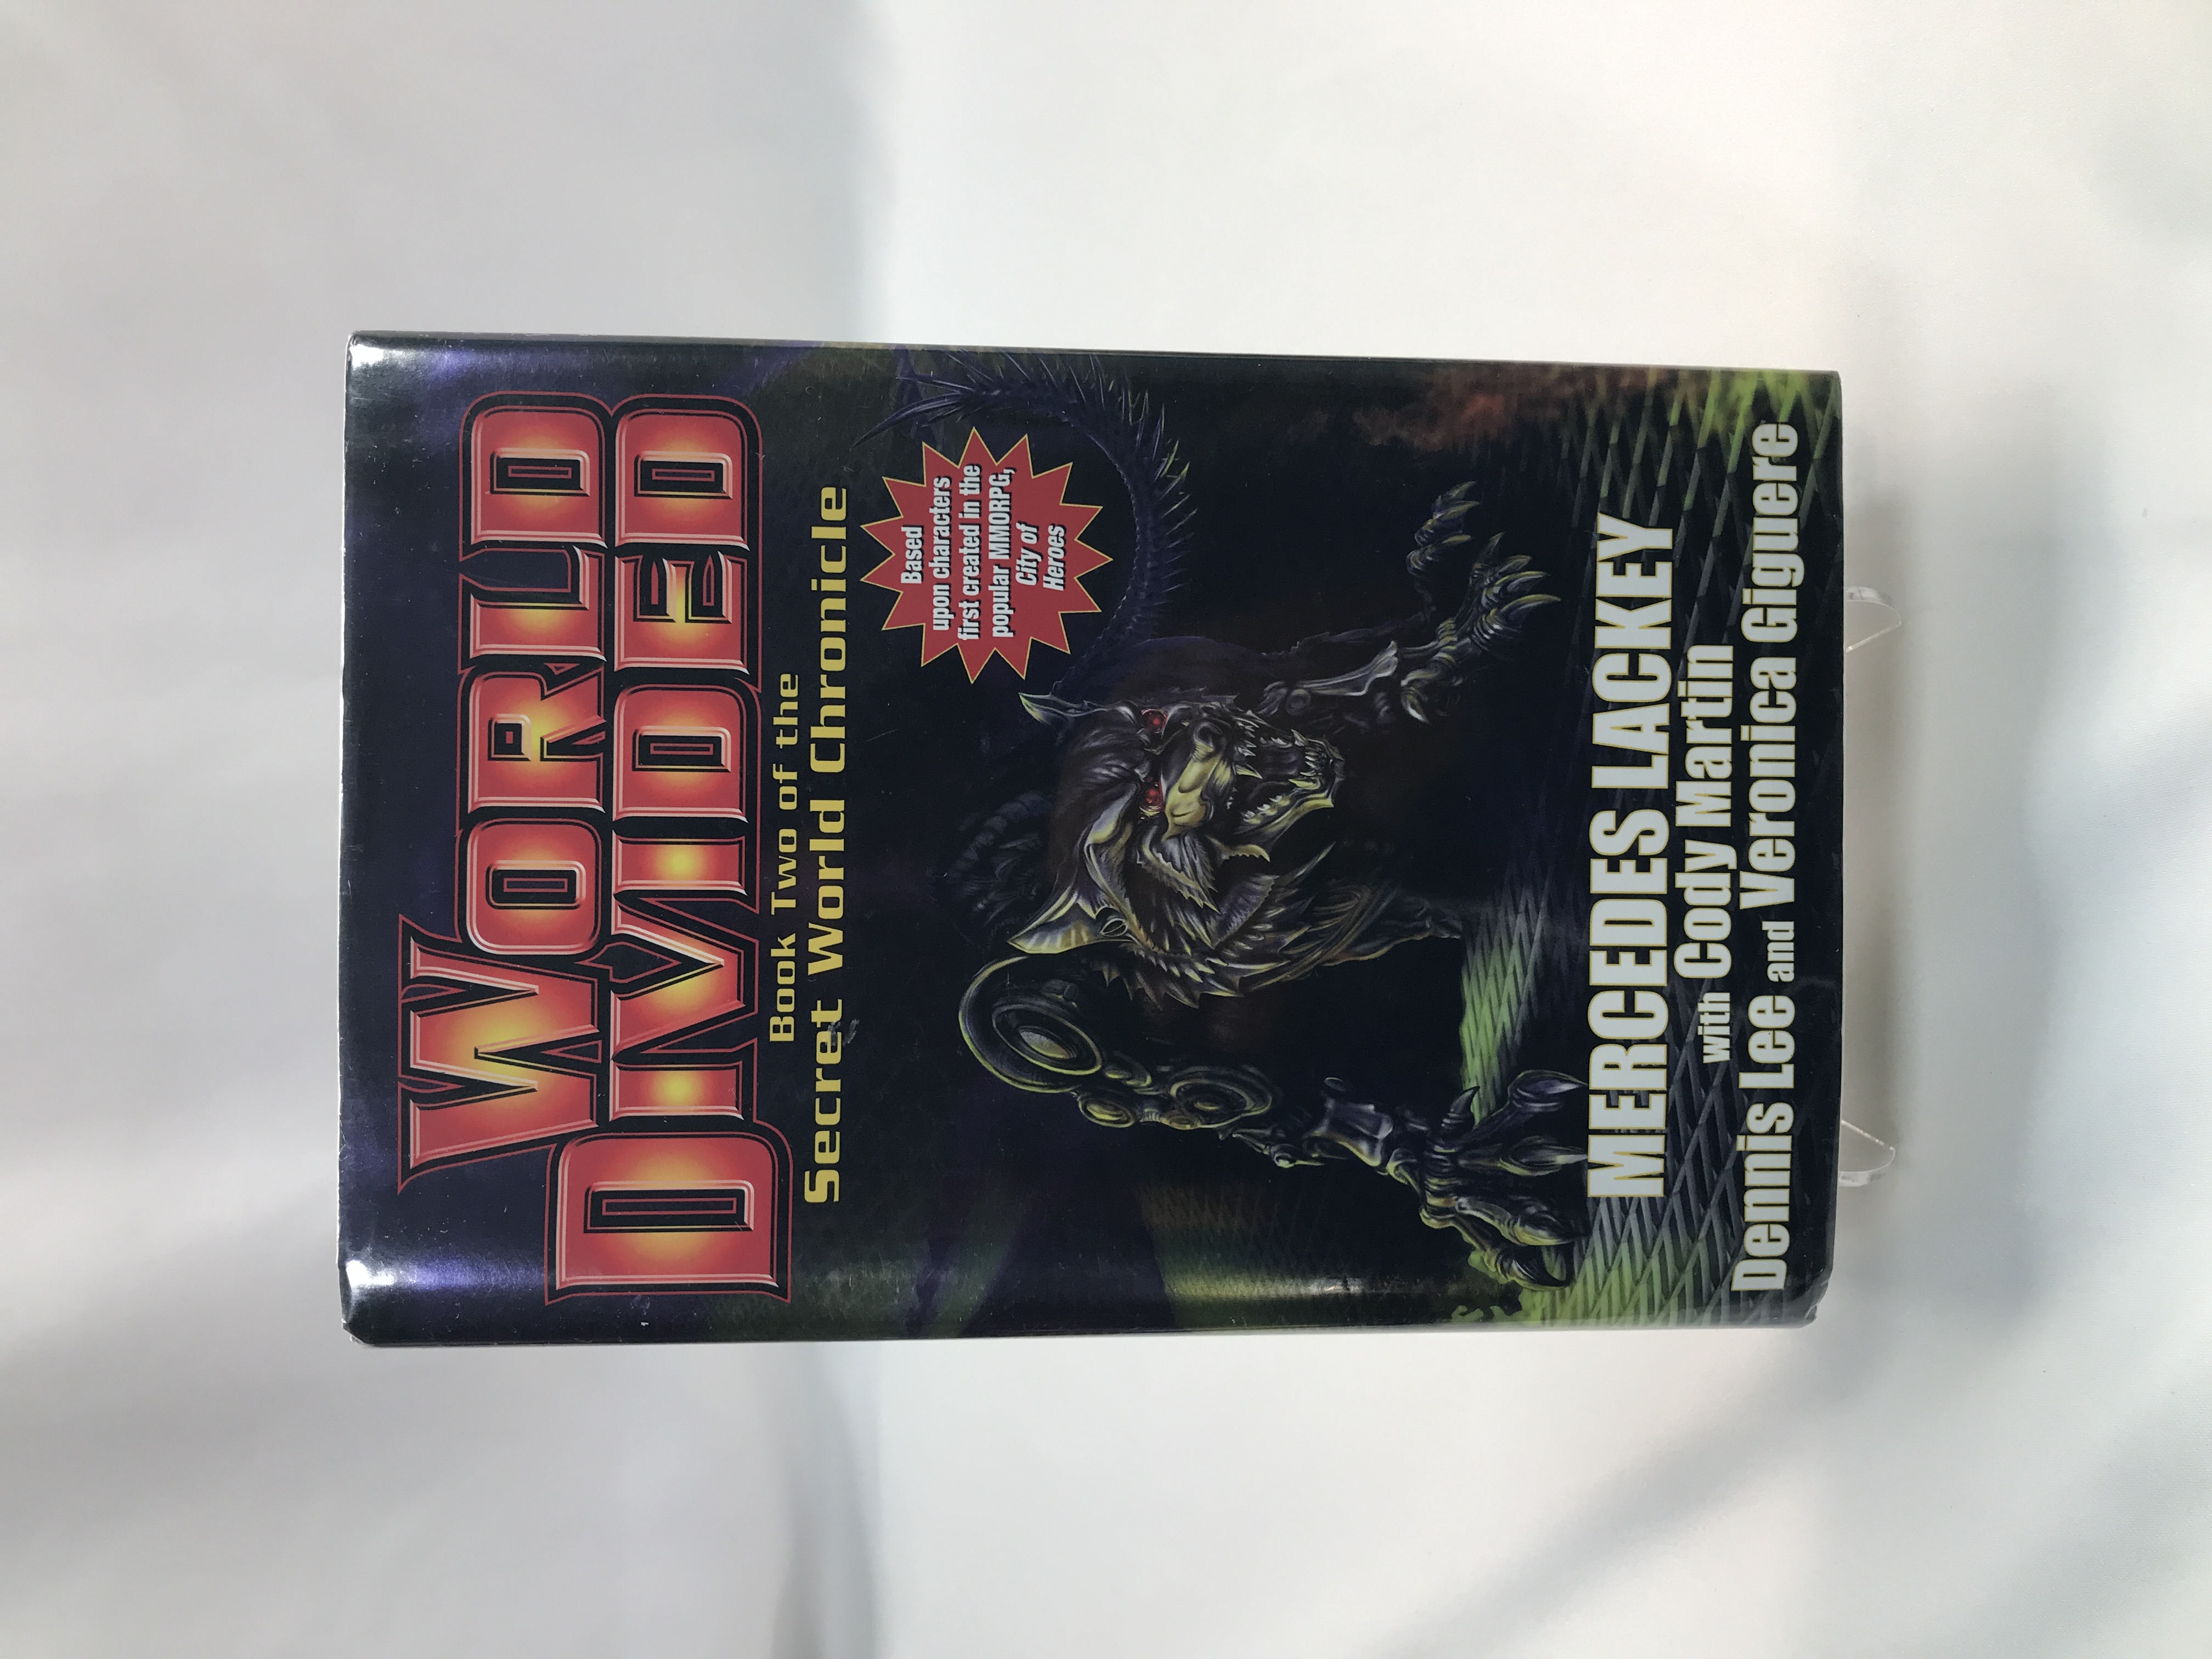 WORLD
DIVIDED
Book Two of the
Secret World Chronicle
Based
upon characters
first created in the
popular MMORPG,
City of
Heroes
MERCEDES LACKEY
with Cody Martin
Dennis Lee and Veronica Giguere